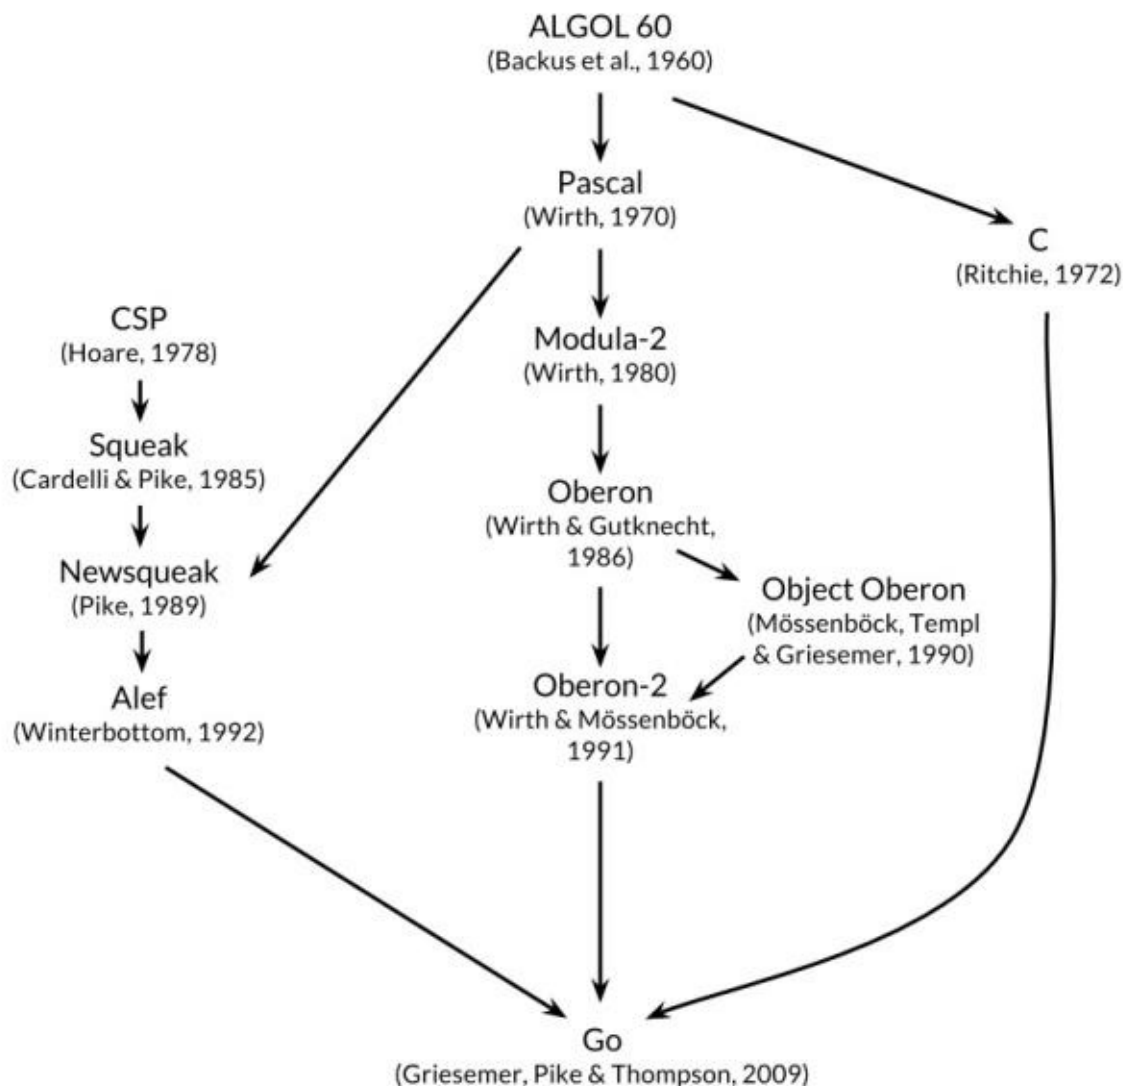 ALGOL 60
(Backus et al., 1960)
Pascal
(Wirth, 1970)
C
(Ritchie, 1972)
CSP
(Hoare, 1978)
Modula-2
(Wirth, 1980)
Squeak
(Cardelli & Pike, 1985)
Oberon
(Wirth & Gutknecht,
1986)
Newsqueak
(Pike, 1989)
Object Oberon
(Mössenböck, Templ
& Griesemer, 1990)
Oberon-2
(Wirth & Mössenböck,
1991)
Alef
(Winterbottom, 1992)
Go
(Griesemer, Pike & Thompson, 2009)